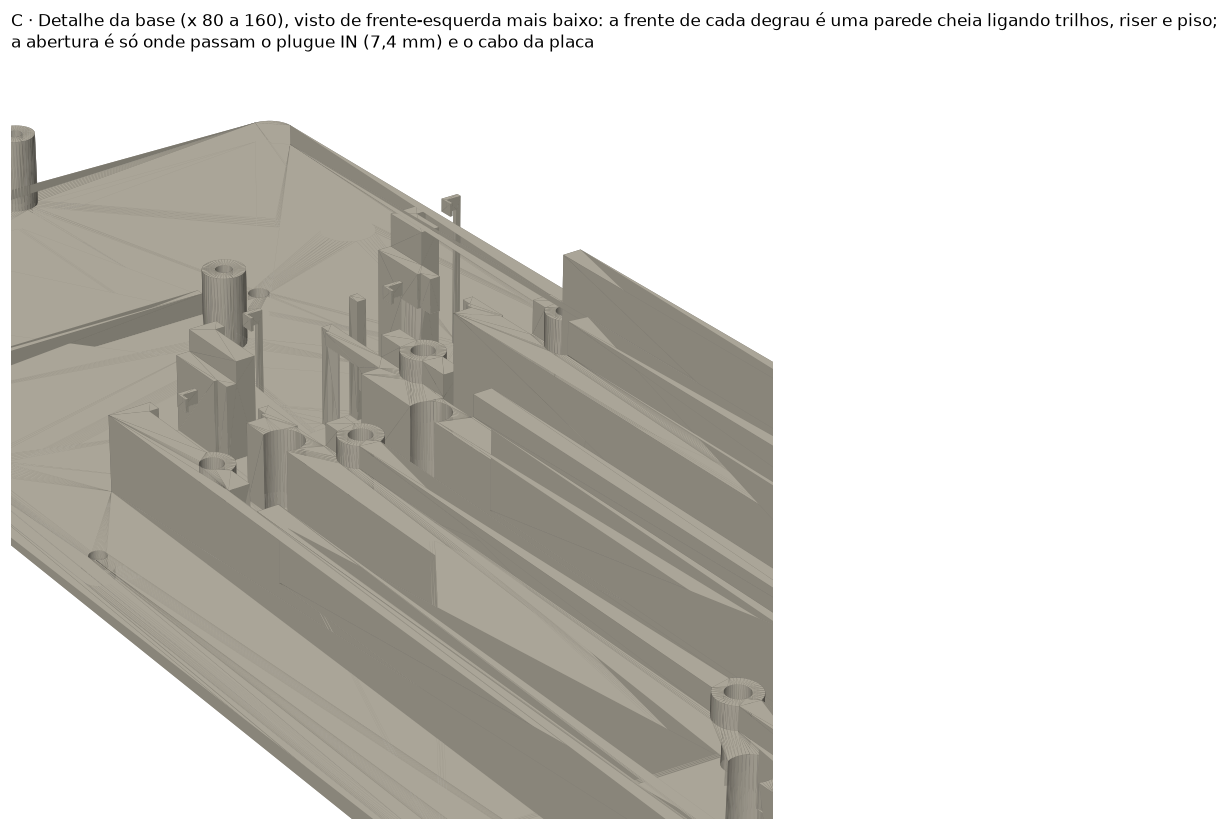 C · Detalhe da base (x 80 a 160), visto de frente-esquerda mais baixo: a frente de cada degrau é uma parede cheia ligando trilhos, riser e piso;
a abertura é só onde passam o plugue IN (7,4 mm) e o cabo da placa